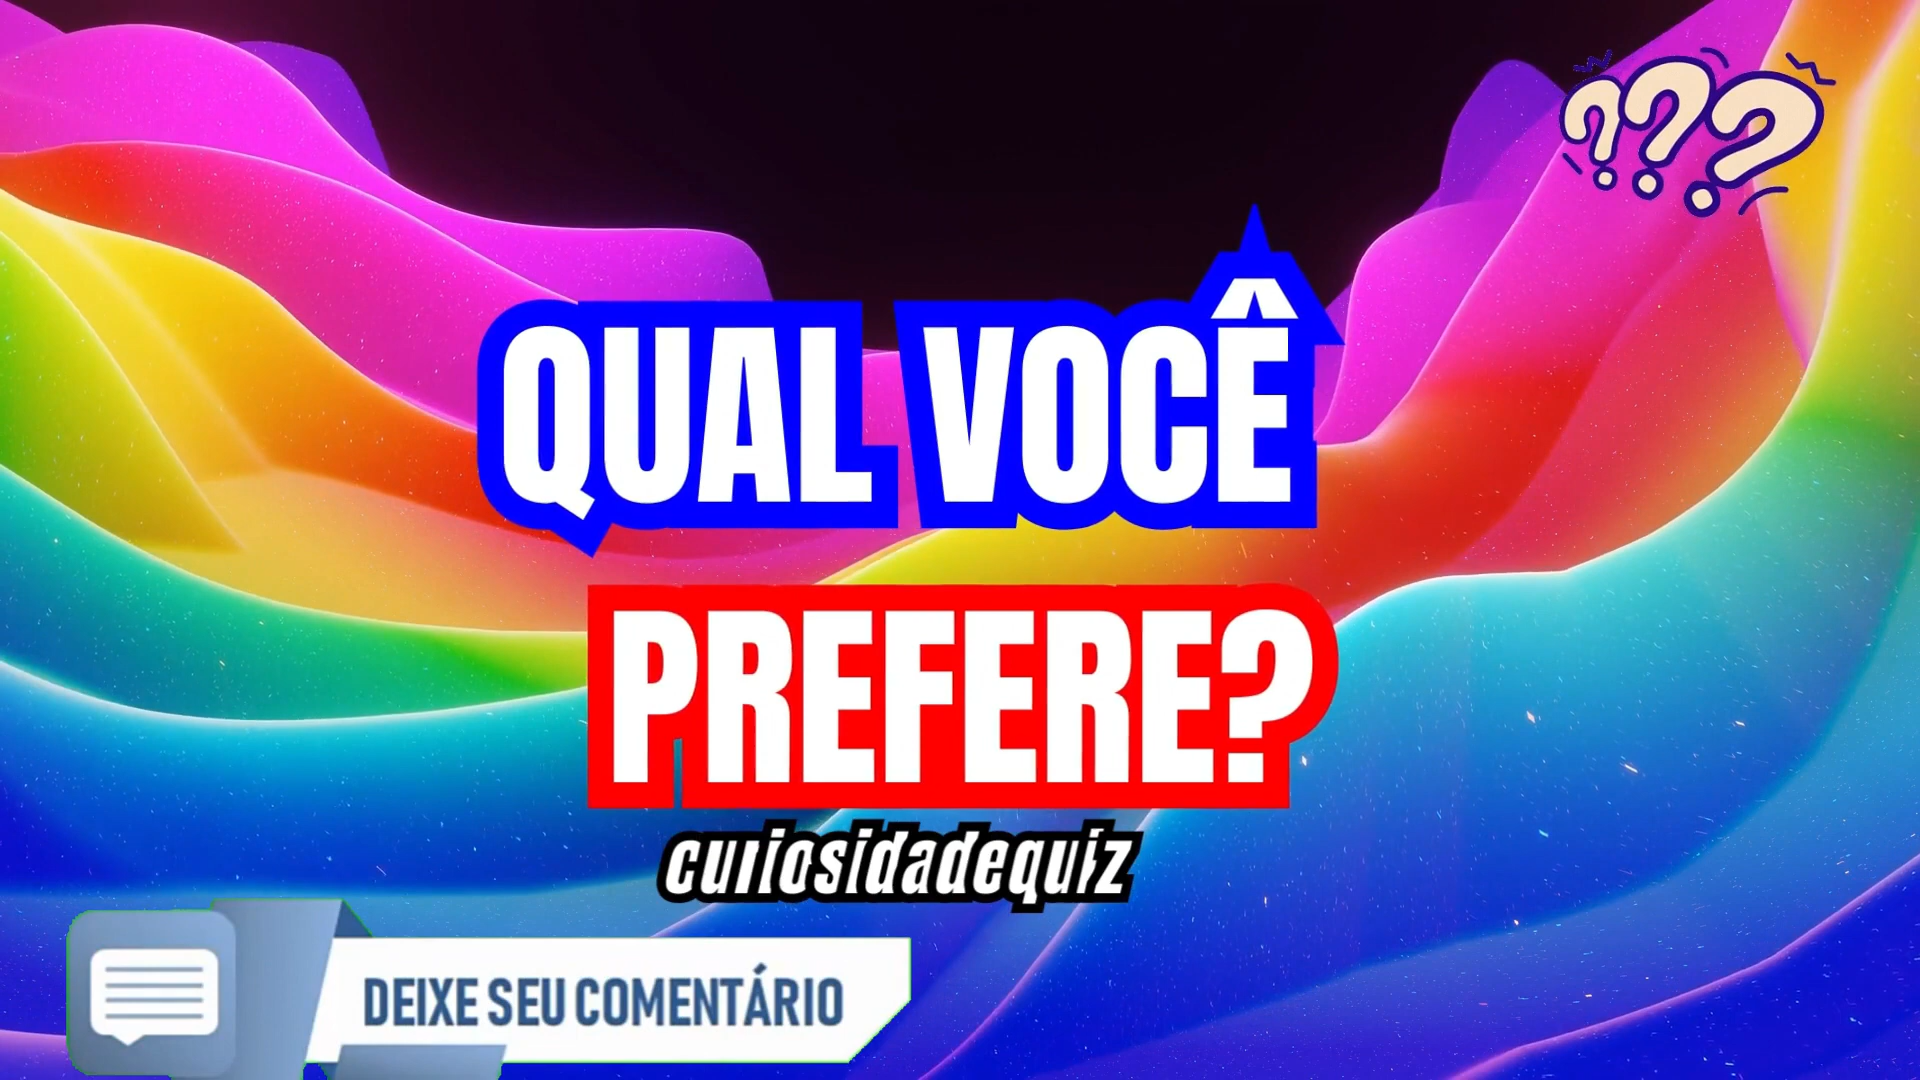 ???
QUAL VOCÊ
PREFERE?
curiosidadequiz
DEIXE SEU COMENTÁRIO